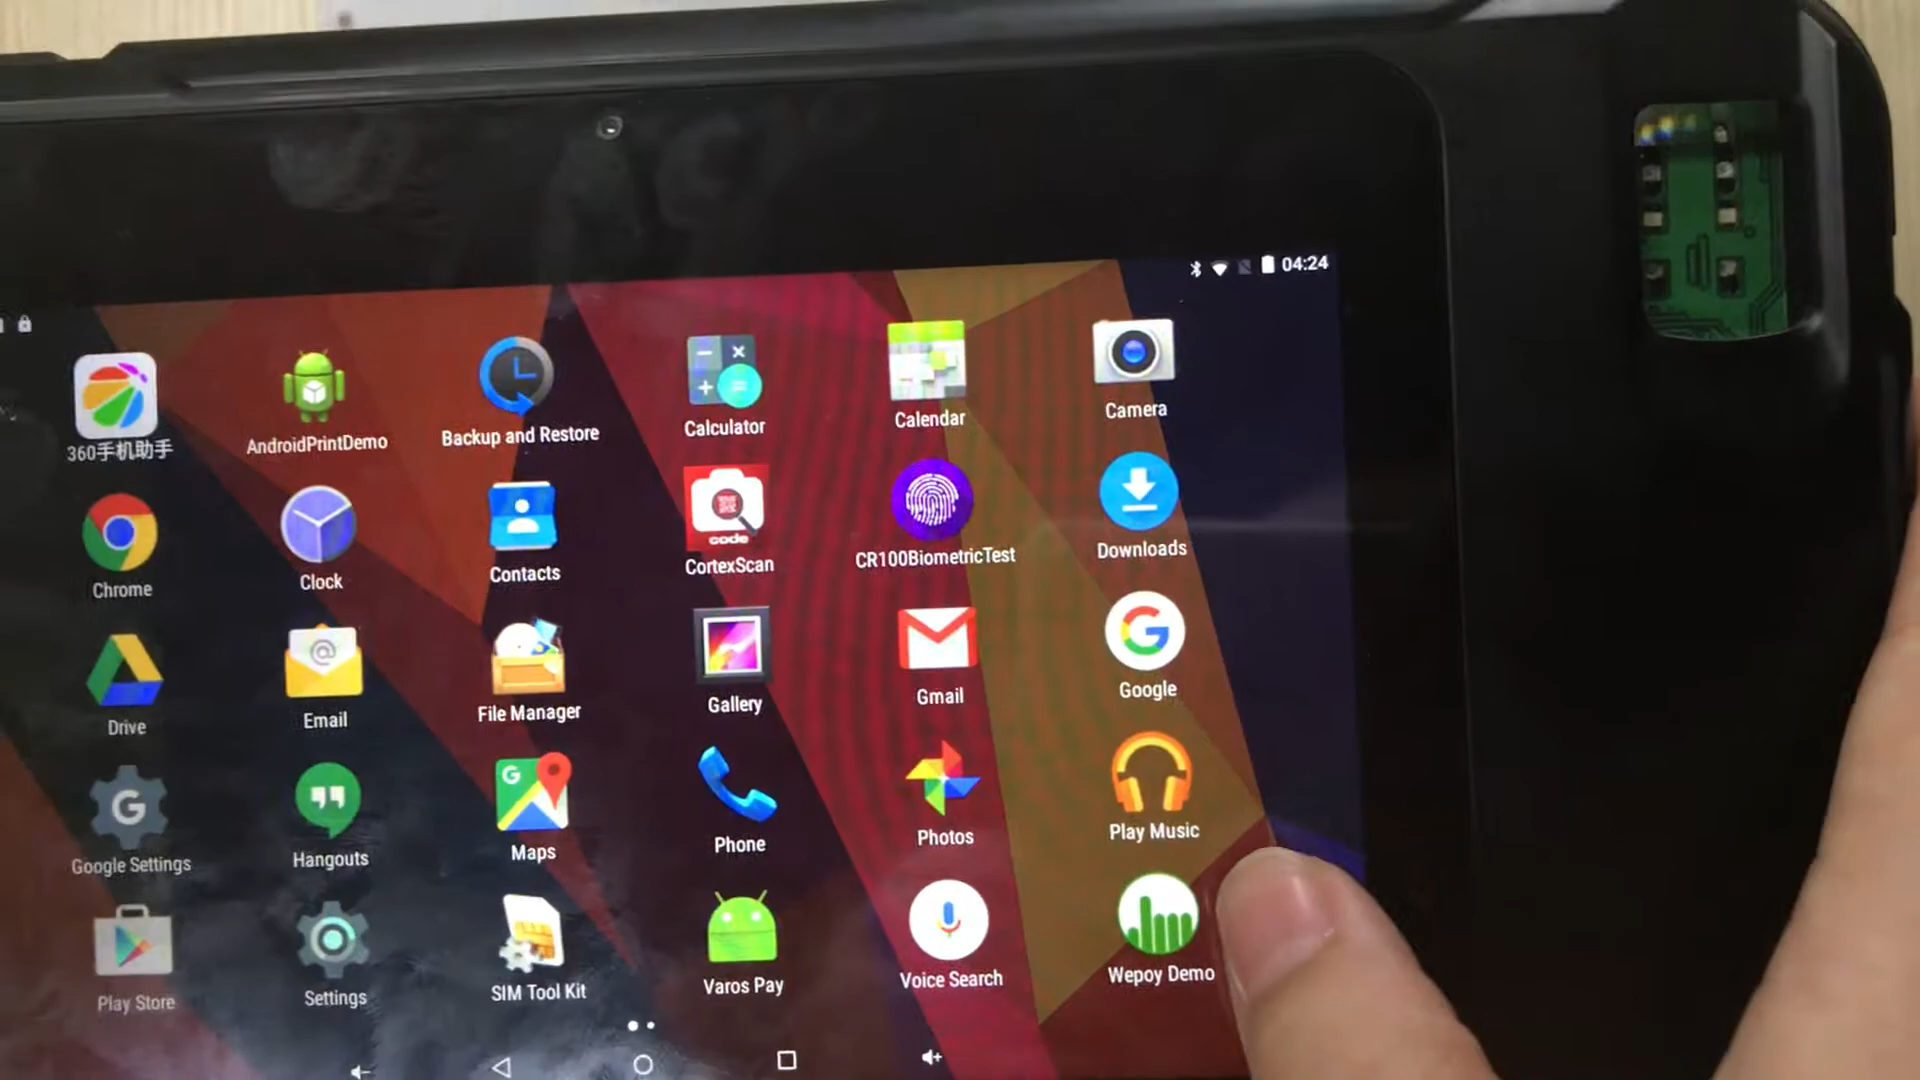 04:24
360手机助手
AndroidPrintDemo
Backup and Restore
Calculator
Calendar
Camera
Chrome
Clock
Contacts
code
CortexScan
CR100BiometricTest
Downloads
Drive
Email
File Manager
Gallery
Gmail
Google
Google Settings
Hangouts
Maps
Phone
Photos
Play Music
Play Store
Settings
SIM Tool Kit
Varos Pay
Voice Search
Wepoy Demo